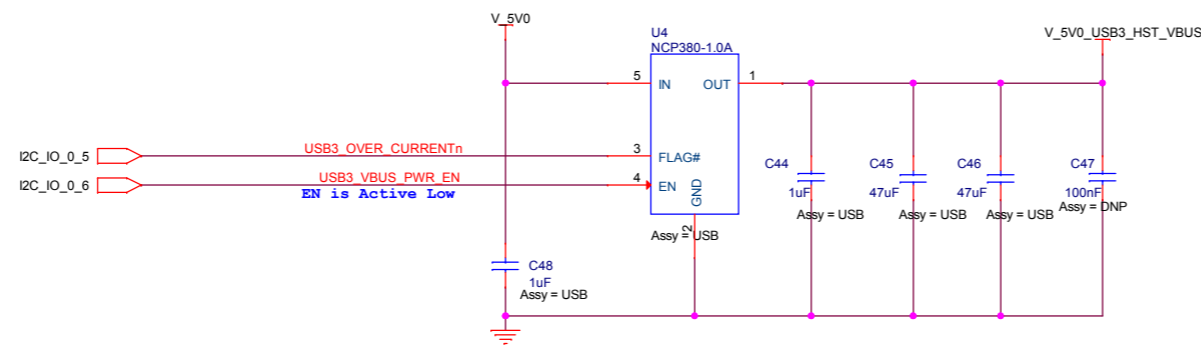 V_5V0
U4
NCP380-1.0A
V_5V0_USB3_HST_VBUS
5
IN
OUT
1
I2C_IO_0_5
USB3_OVER_CURRENTn
3
FLAG#
I2C_IO_0_6
USB3_VBUS_PWR_EN
4
EN
EN is Active Low
GND
2
Assy = USB
C44
1uF
Assy = USB
C45
47uF
Assy = USB
C46
47uF
Assy = USB
C47
100nF
Assy = DNP
C48
1uF
Assy = USB